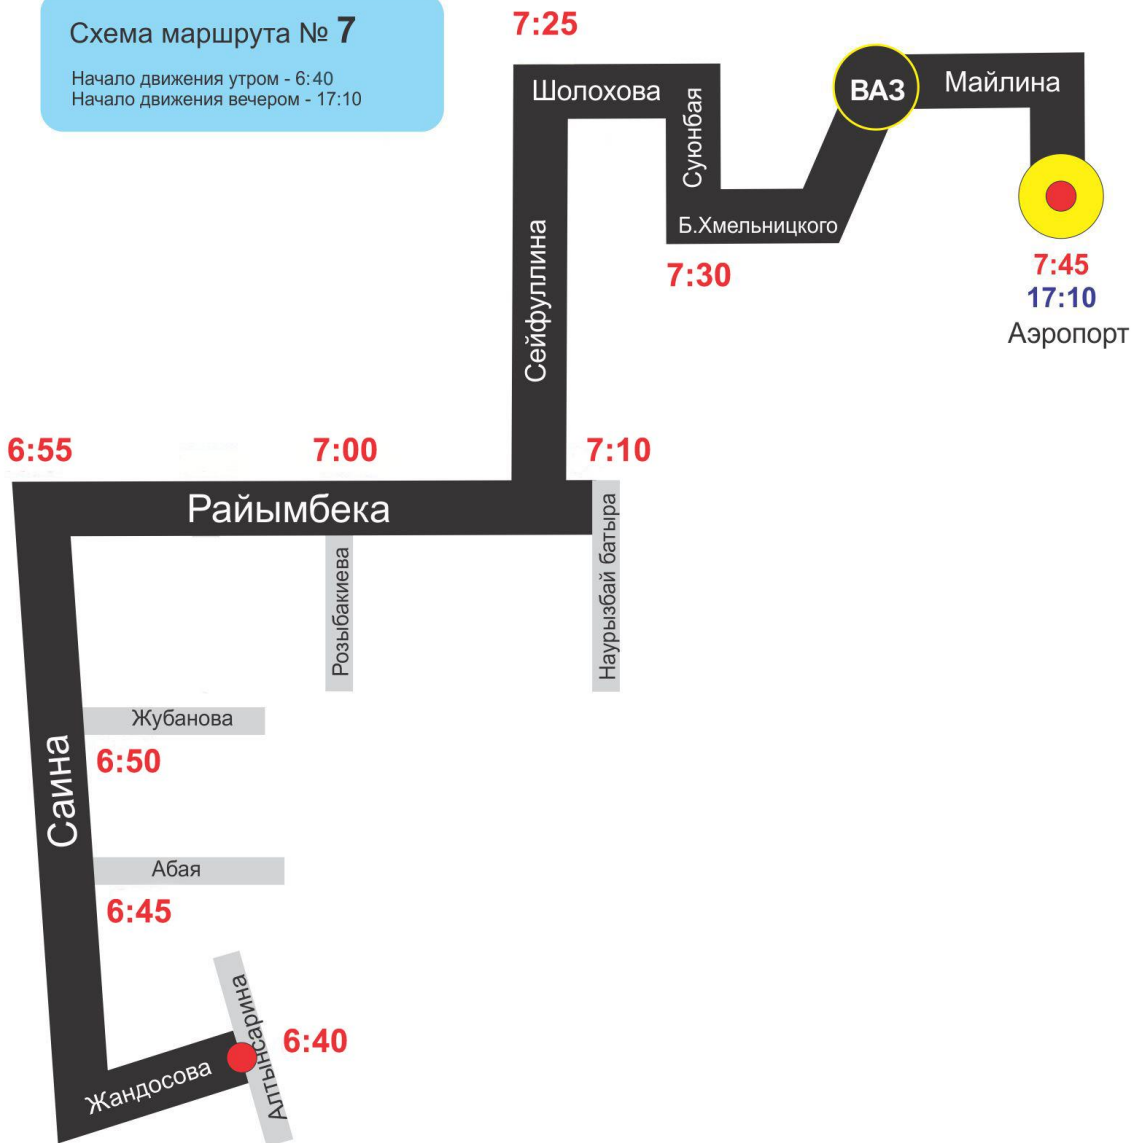 Схема маршрута № 7
Начало движения утром - 6:40
Начало движения вечером - 17:10
7:25
Шолохова
Суюнбая
ВАЗ
Майлина
Б.Хмельницкого
7:30
7:45
17:10
Аэропорт
Сейфуллина
6:55
7:00
7:10
Райымбека
Розыбакиева
Наурызбай батыра
Жубанова
6:50
Саина
Абая
6:45
Алтынсарина
6:40
Жандосова